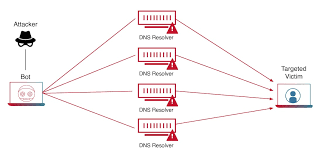 Attacker
Bot
DNS Resolver
DNS Resolver
DNS Resolver
DNS Resolver
Targeted
Victim